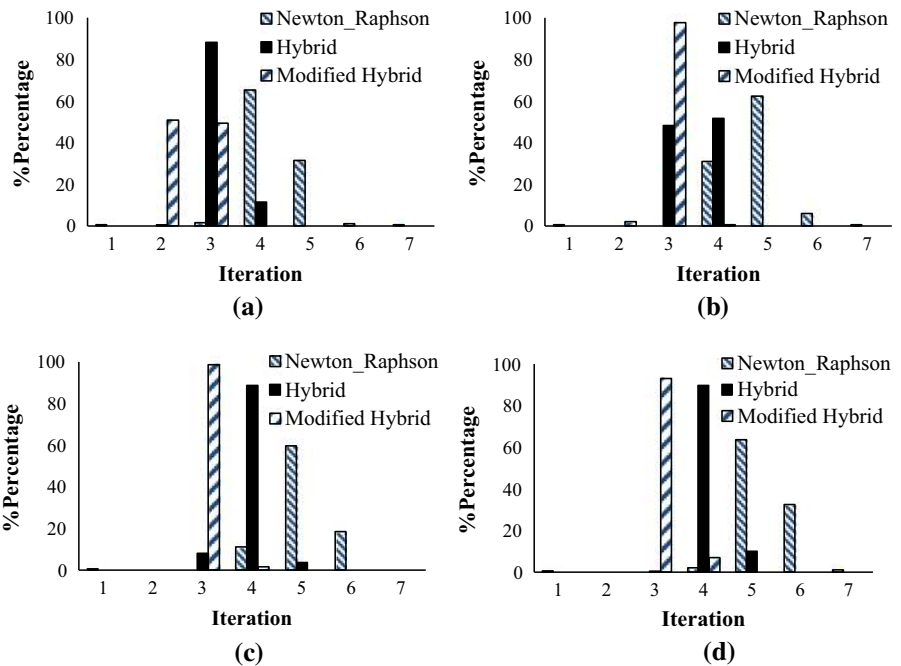 %Percentage
100
80
60
40
20
0
Newton_Raphson
Hybrid
Modified Hybrid
1 2 3 4 5 6 7
Iteration
(a)
%Percentage
100
80
60
40
20
0
Newton_Raphson
Hybrid
Modified Hybrid
1 2 3 4 5 6 7
Iteration
(b)
%Percentage
100
80
60
40
20
0
Newton_Raphson
Hybrid
Modified Hybrid
1 2 3 4 5 6 7
Iteration
(c)
%Percentage
100
80
60
40
20
0
Newton_Raphson
Hybrid
Modified Hybrid
1 2 3 4 5 6 7
Iteration
(d)